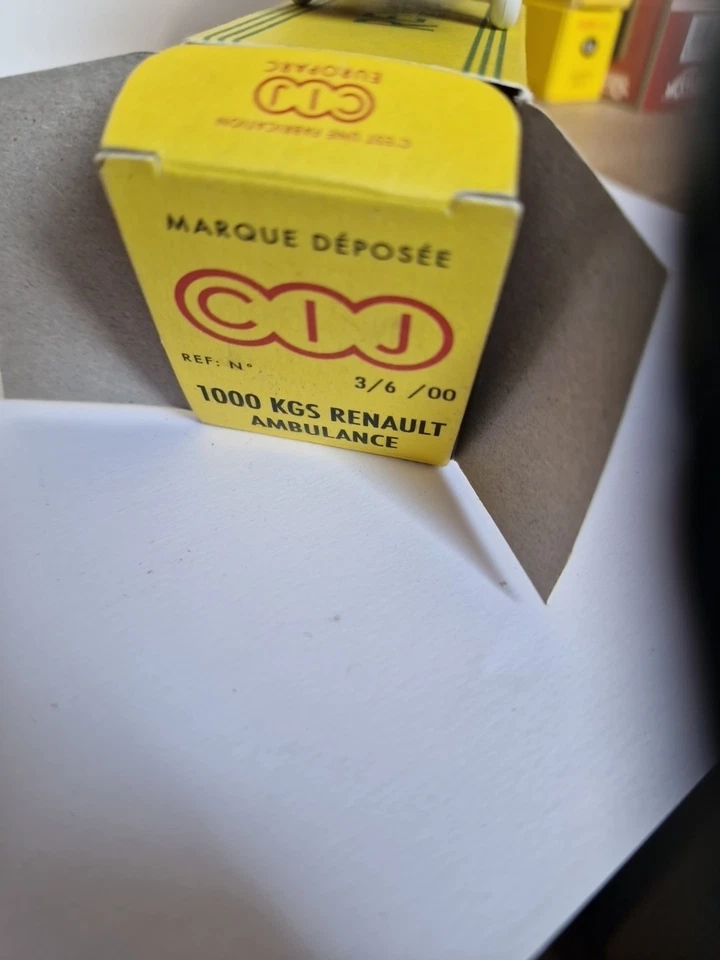 C'EST UNE FABRICATION
CIJ
EUROPARC
MARQUE DÉPOSÉE
CIJ
REF: N°
3/6 /00
1000 KGS RENAULT
AMBULANCE